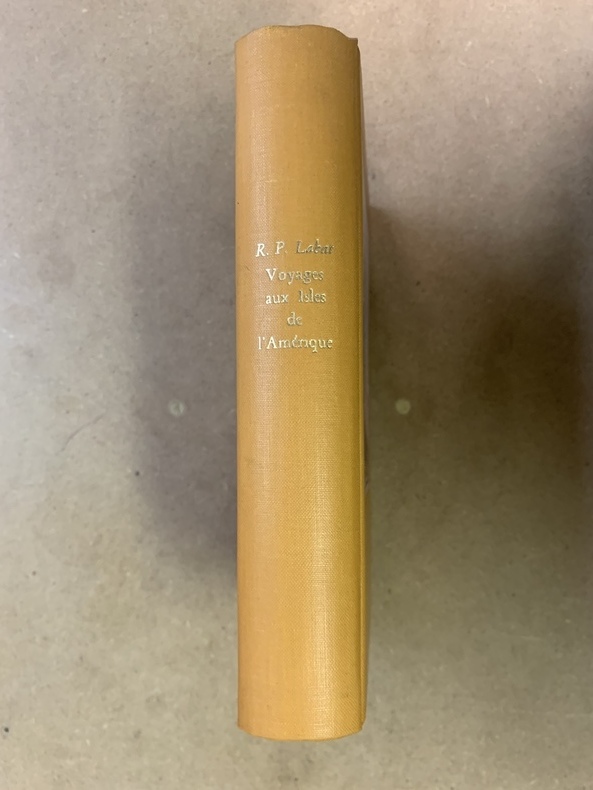 R. P. Labat
Voyages
aux Isles
de
l'Amérique